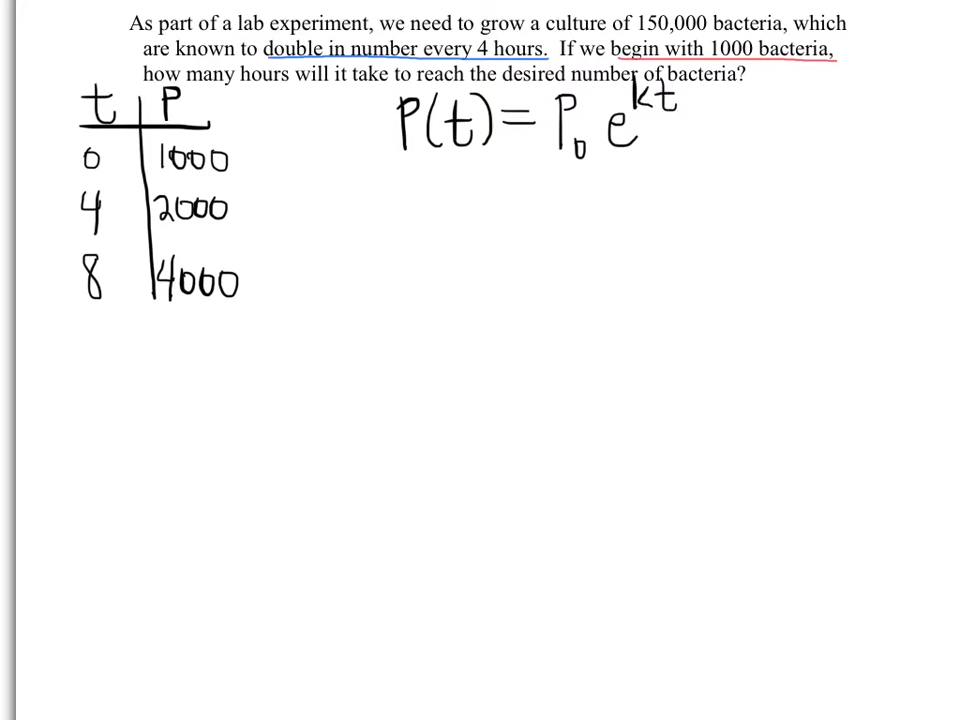 As part of a lab experiment, we need to grow a culture of 150,000 bacteria, which
are known to double in number every 4 hours. If we begin with 1000 bacteria,
how many hours will it take to reach the desired number of bacteria?
t P
P(t) = P₀ e^kt
0 1000
4 2000
8 4000